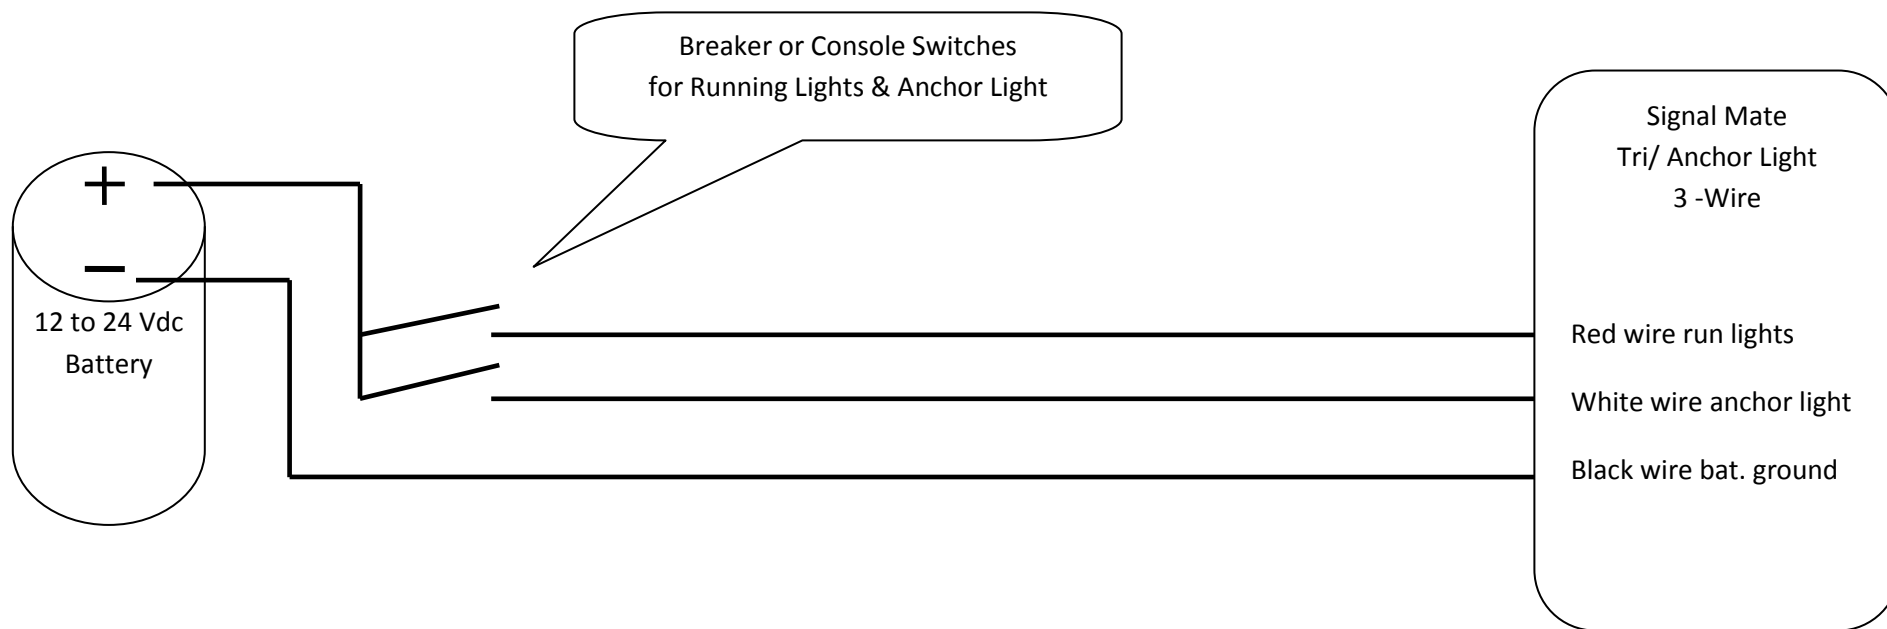 Breaker or Console Switches
for Running Lights & Anchor Light
Signal Mate
Tri/ Anchor Light
3 -Wire
+
−
12 to 24 Vdc
Battery
Red wire run lights
White wire anchor light
Black wire bat. ground